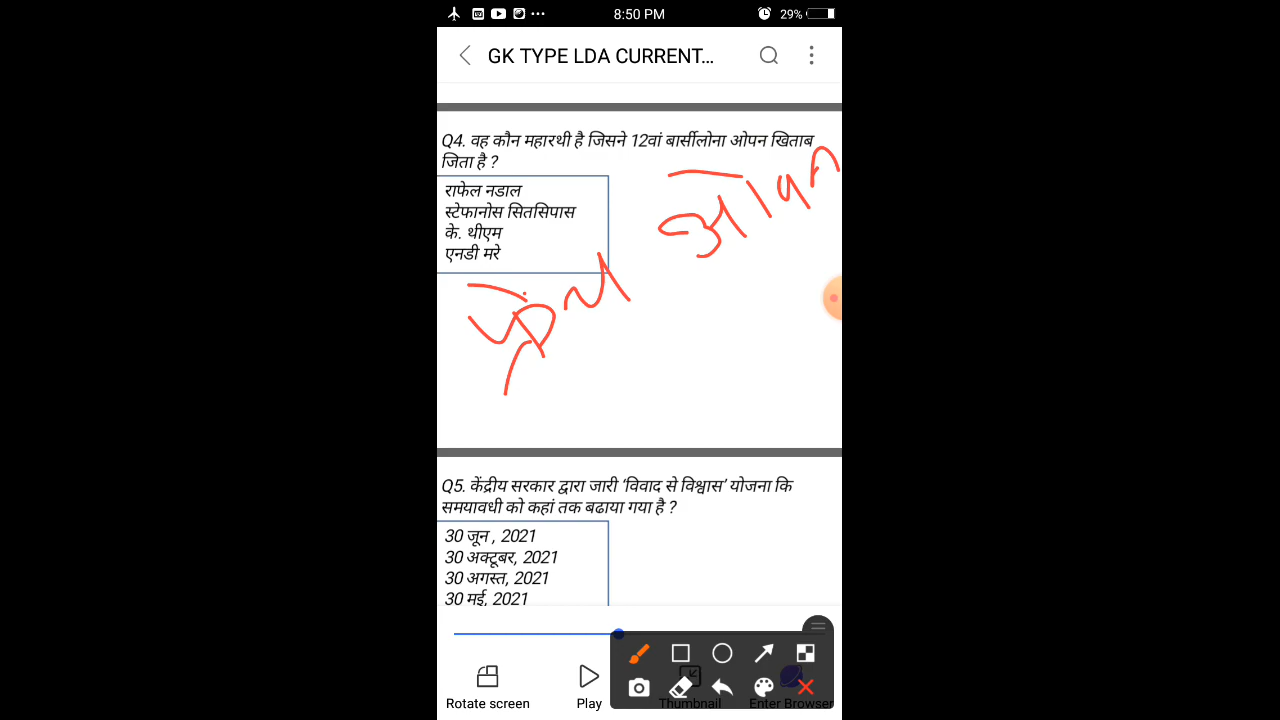 8:50 PM
29%
GK TYPE LDA CURRENT...
Q4. वह कौन महारथी है जिसने 12वां बार्सीलोना ओपन खिताब
जिता है ?
राफेल नडाल
स्टेफानोस सितसिपास
के. थीएम
एनडी मरे
ओपन
Q5. केंद्रीय सरकार द्वारा जारी ‘विवाद से विश्वास’ योजना कि
समयावधी को कहां तक बढाया गया है ?
30 जून , 2021
30 अक्टूबर, 2021
30 अगस्त, 2021
30 मई, 2021
Rotate screen
Play
Thumbnail
Enter Browser